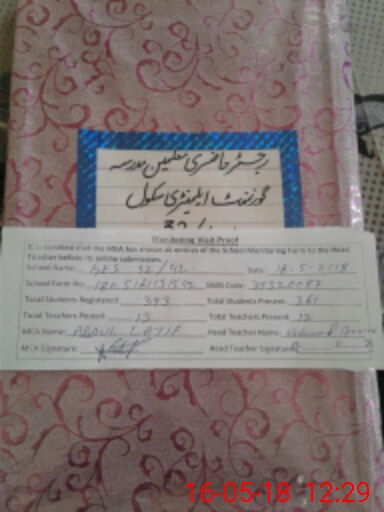 رجسٹر حاضری معلمین مدرسہ
گورنمنٹ ایلیمنٹری سکول
Monitoring Visit Proof
It is certified that the MEA has shown all entries of the School Monitoring Form to the Head
Teacher before its online submission.
School Name: GES 32/ Date: 16-5-2018
School Form No: EMIS Code:
Total Students Registered: 393 Total Students Present: 361
Total Teachers Posted: 13 Total Teachers Present: 12
MEA Name: ABDUL LATIF Head Teacher Name:
MEA Signature: Head Teacher Signature
16-05-18 12:29